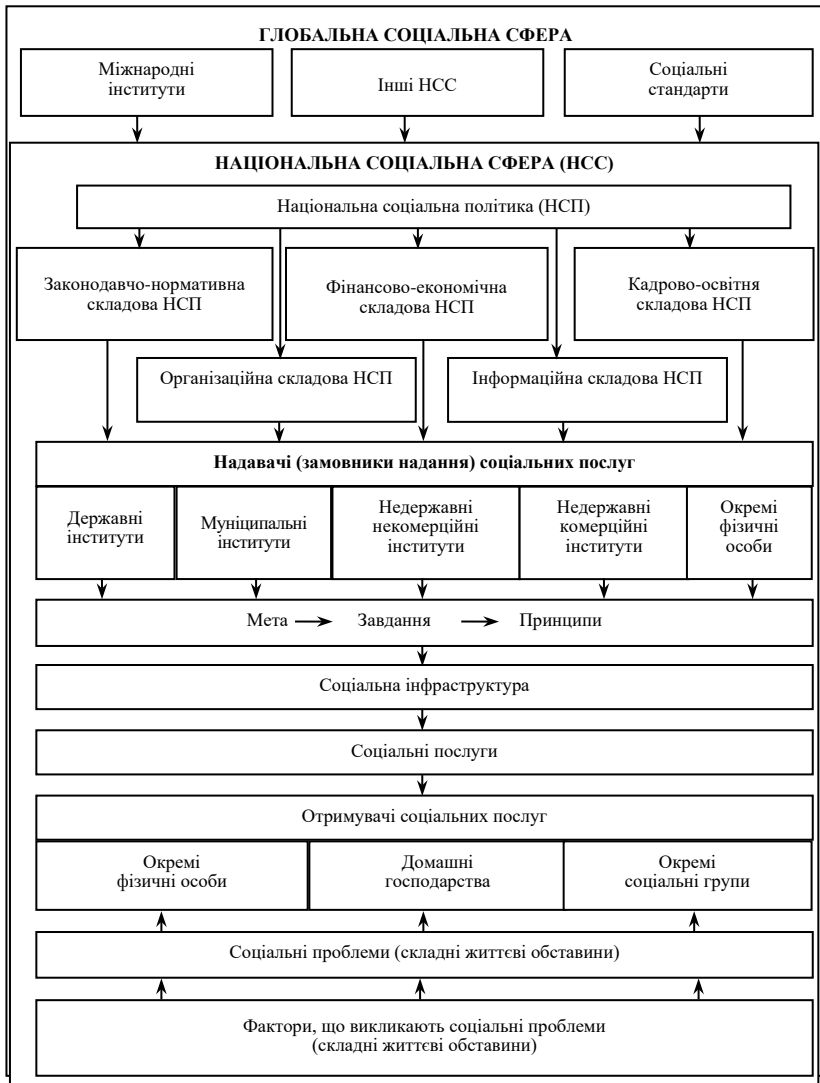 ГЛОБАЛЬНА СОЦІАЛЬНА СФЕРА
Міжнародні
інститути
Інші НСС
Соціальні
стандарти
НАЦІОНАЛЬНА СОЦІАЛЬНА СФЕРА (НСС)
Національна соціальна політика (НСП)
Законодавчо-нормативна
складова НСП
Фінансово-економічна
складова НСП
Кадрово-освітня
складова НСП
Організаційна складова НСП
Інформаційна складова НСП
Надавачі (замовники надання) соціальних послуг
Державні
інститути
Муніципальні
інститути
Недержавні
некомерційні
інститути
Недержавні
комерційні
інститути
Окремі
фізичні
особи
Мета Завдання Принципи
Соціальна інфраструктура
Соціальні послуги
Отримувачі соціальних послуг
Окремі
фізичні особи
Домашні
господарства
Окремі
соціальні групи
Соціальні проблеми (складні життєві обставини)
Фактори, що викликають соціальні проблеми
(складні життєві обставини)